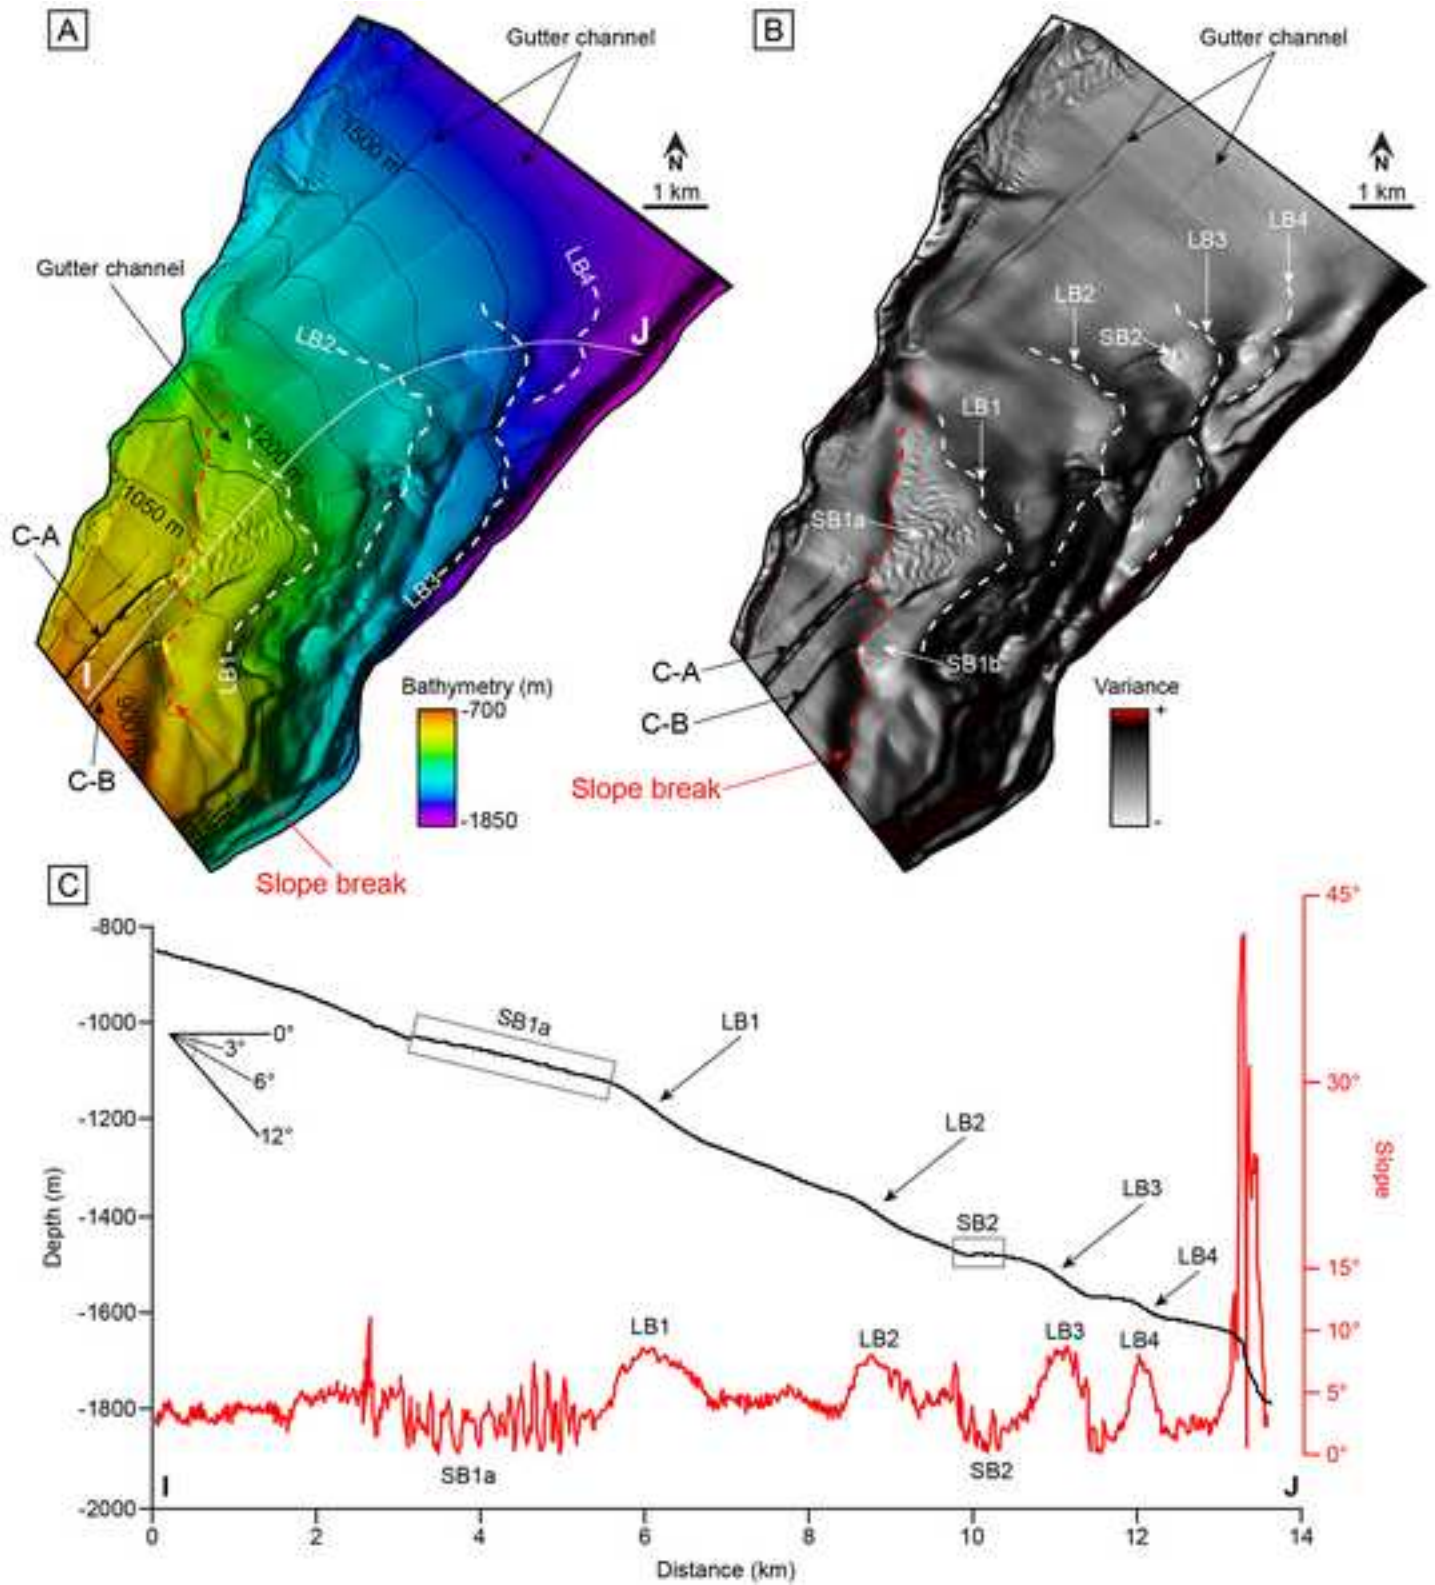 A
Gutter channel
1500 m
N
1 km
LB4
Gutter channel
LB2
J
1200 m
1050 m
C-A
LB3
LB1
I
900 m
C-B
Bathymetry (m)
-700
-1850
Slope break
B
Gutter channel
N
1 km
LB4
LB3
LB2
SB2
LB1
SB1a
C-A
SB1b
C-B
Variance
+
-
Slope break
C
-800
-1000
-1200
-1400
-1600
-1800
-2000
Depth (m)
0°
3°
6°
12°
SB1a
LB1
LB2
SB2
LB3
LB4
45°
30°
15°
10°
5°
0°
Slope
LB1
LB2
LB3
LB4
SB1a
SB2
I
J
0
2
4
6
8
10
12
14
Distance (km)